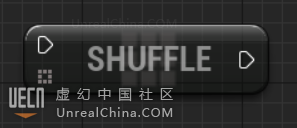 SHUFFLE
UECN
虚幻中国社区
UnrealChina.COM